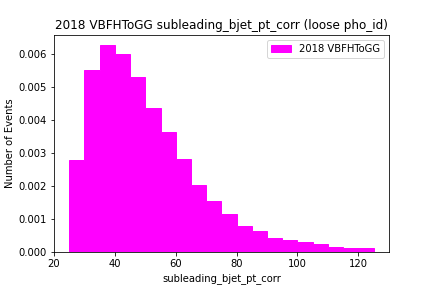 2018 VBFHToGG subleading_bjet_pt_corr (loose pho_id)
2018 VBFHToGG
0.006
0.005
0.004
0.003
0.002
0.001
0.000
Number of Events
20 40 60 80 100 120
subleading_bjet_pt_corr